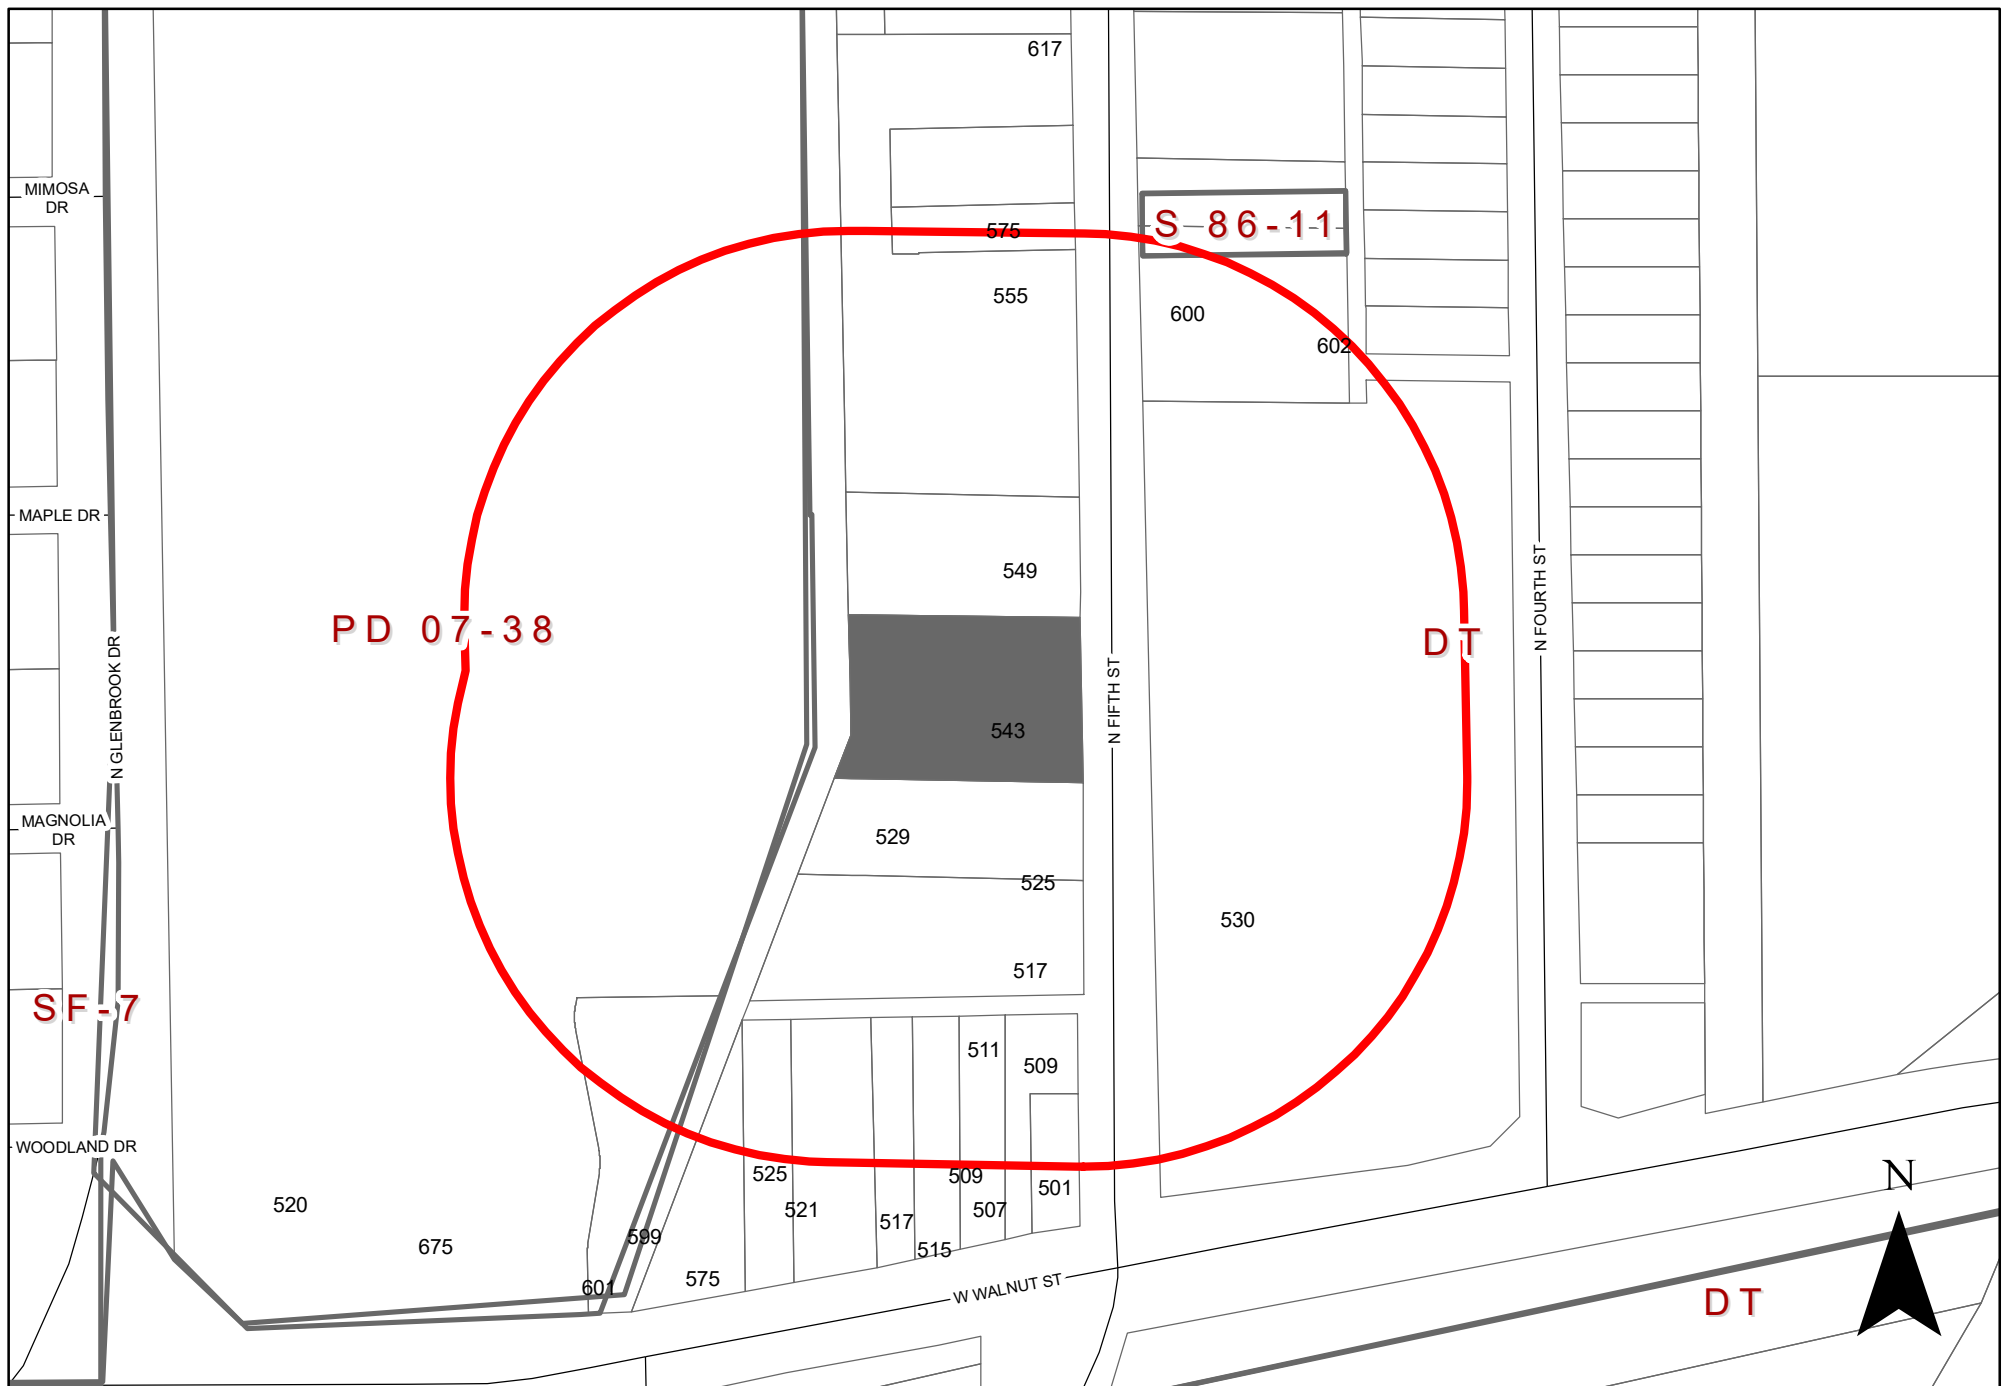 617
MIMOSA
DR
S 86-11
575
555
600
602
MAPLE DR
549
N FOURTH ST
PD 07-38
DT
N GLENBROOK DR
N FIFTH ST
543
MAGNOLIA
DR
529
525
530
517
SF-7
511
509
WOODLAND DR
525
509
501
N
520
521
507
517
599
675
515
575
601
W WALNUT ST
DT